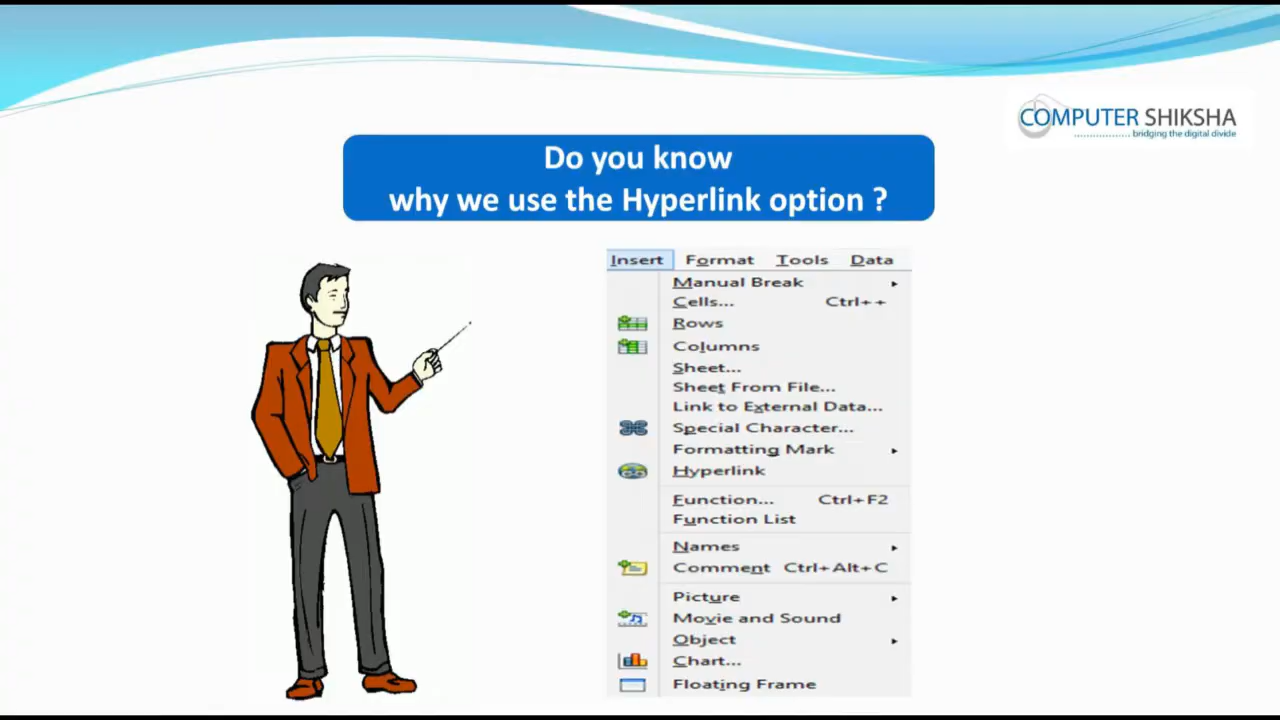 COMPUTER SHIKSHA
.................. bridging the digital divide
Do you know
why we use the Hyperlink option ?
Insert Format Tools Data
Manual Break
Cells... Ctrl++
Rows
Columns
Sheet...
Sheet From File...
Link to External Data...
Special Character...
Formatting Mark
Hyperlink
Function... Ctrl+F2
Function List
Names
Comment Ctrl+Alt+C
Picture
Movie and Sound
Object
Chart...
Floating Frame